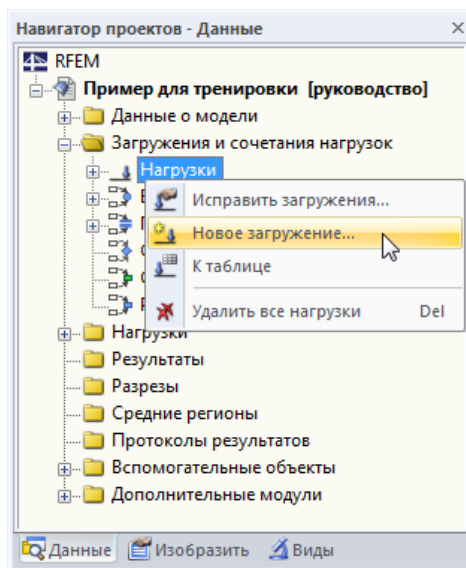 Навигатор проектов - Данные
RFEM
Пример для тренировки [руководство]
Данные о модели
Загружения и сочетания нагрузок
Нагрузки
Исправить загружения...
Новое загружение...
К таблице
Удалить все нагрузки Del
Нагрузки
Результаты
Разрезы
Средние регионы
Протоколы результатов
Вспомогательные объекты
Дополнительные модули
Данные Изобразить Виды